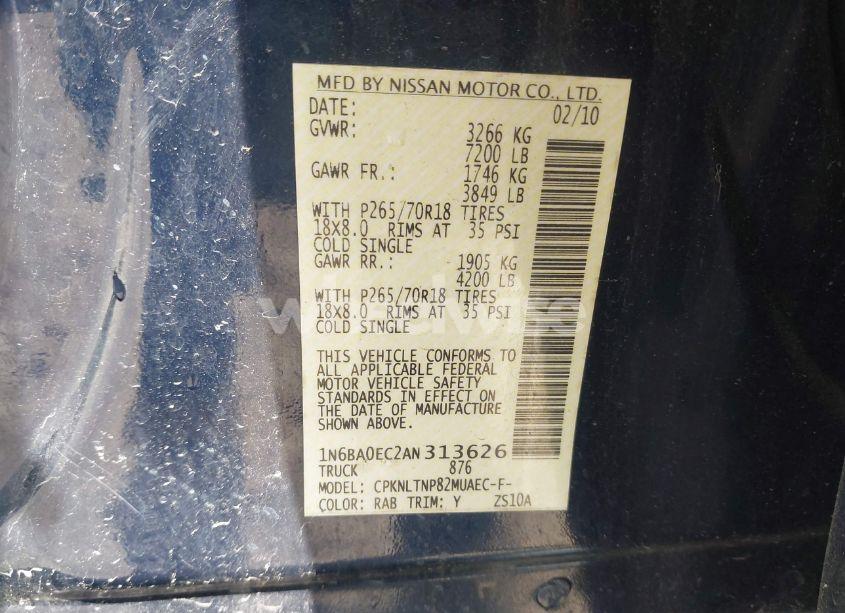 MFD BY NISSAN MOTOR CO., LTD.
DATE: 02/10
GVWR: 3266 KG
7200 LB
GAWR FR.: 1746 KG
3849 LB
WITH P265/70R18 TIRES
18X8.0 RIMS AT 35 PSI
COLD SINGLE
GAWR RR.: 1905 KG
4200 LB
WITH P265/70R18 TIRES
18X8.0 RIMS AT 35 PSI
COLD SINGLE
THIS VEHICLE CONFORMS TO
ALL APPLICABLE FEDERAL
MOTOR VEHICLE SAFETY
STANDARDS IN EFFECT ON
THE DATE OF MANUFACTURE
SHOWN ABOVE.
1N6BA0EC2AN313626
TRUCK 876
MODEL: CPKNLTNP82MUAEC-F-
COLOR: RAB TRIM: Y ZS10A